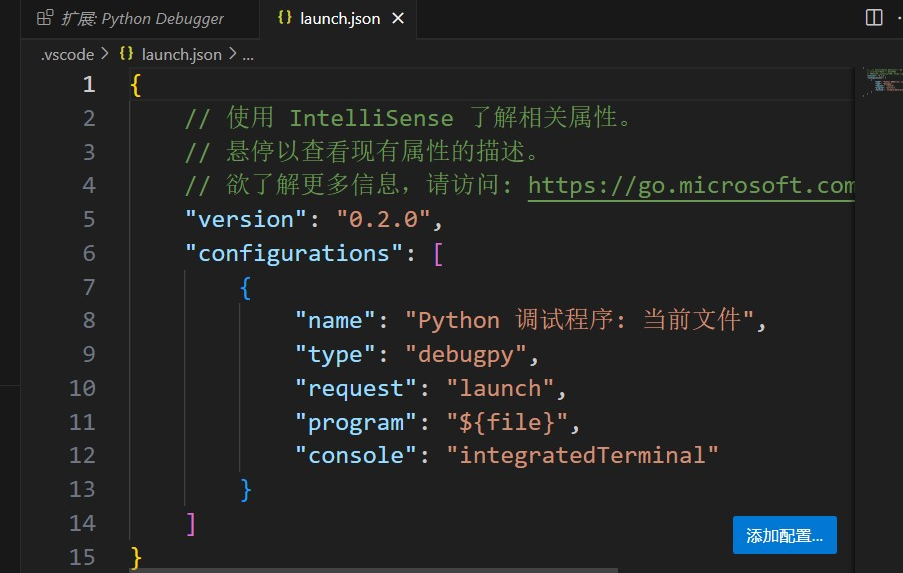 扩展: Python Debugger
{} launch.json ×
.vscode > {} launch.json > ...
1 {
2 // 使用 IntelliSense 了解相关属性。
3 // 悬停以查看现有属性的描述。
4 // 欲了解更多信息，请访问: https://go.microsoft.com
5 "version": "0.2.0",
6 "configurations": [
7 {
8 "name": "Python 调试程序: 当前文件",
9 "type": "debugpy",
10 "request": "launch",
11 "program": "${file}",
12 "console": "integratedTerminal"
13 }
14 ]
15 }
添加配置...